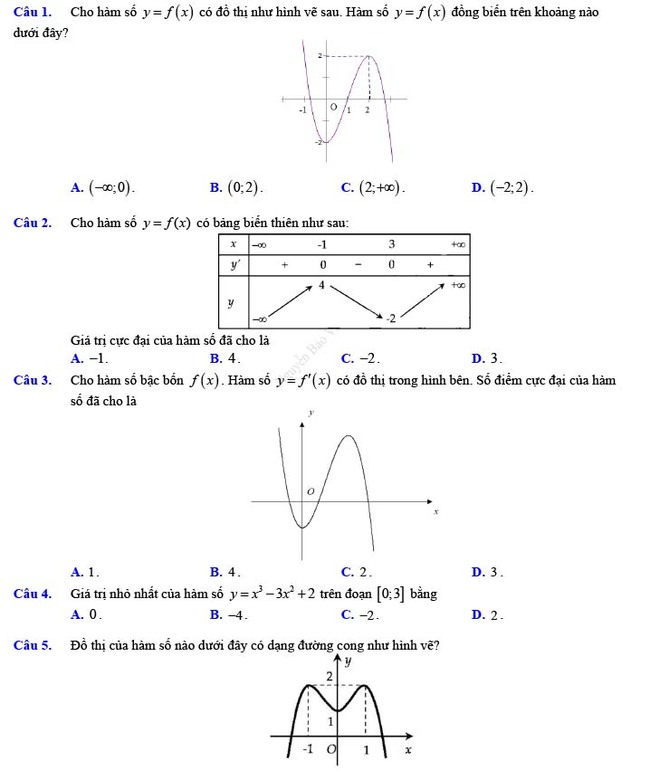 Câu 1. Cho hàm số y = f(x) có đồ thị như hình vẽ sau. Hàm số y = f(x) đồng biến trên khoảng nào
dưới đây?
2
-1 O 1 2
-2
A. (−∞;0). B. (0;2). C. (2;+∞). D. (−2;2).
Câu 2. Cho hàm số y = f(x) có bảng biến thiên như sau:
x −∞ -1 3 +∞
y' + 0 − 0 +
4 +∞
y
−∞ -2
Giá trị cực đại của hàm số đã cho là
A. −1. B. 4. C. −2. D. 3.
Câu 3. Cho hàm số bậc bốn f(x). Hàm số y = f'(x) có đồ thị trong hình bên. Số điểm cực đại của hàm
số đã cho là
y
O
x
A. 1. B. 4. C. 2. D. 3.
Câu 4. Giá trị nhỏ nhất của hàm số y = x³ − 3x² + 2 trên đoạn [0;3] bằng
A. 0. B. −4. C. −2. D. 2.
Câu 5. Đồ thị của hàm số nào dưới đây có dạng đường cong như hình vẽ?
y
2
1
-1 O 1 x